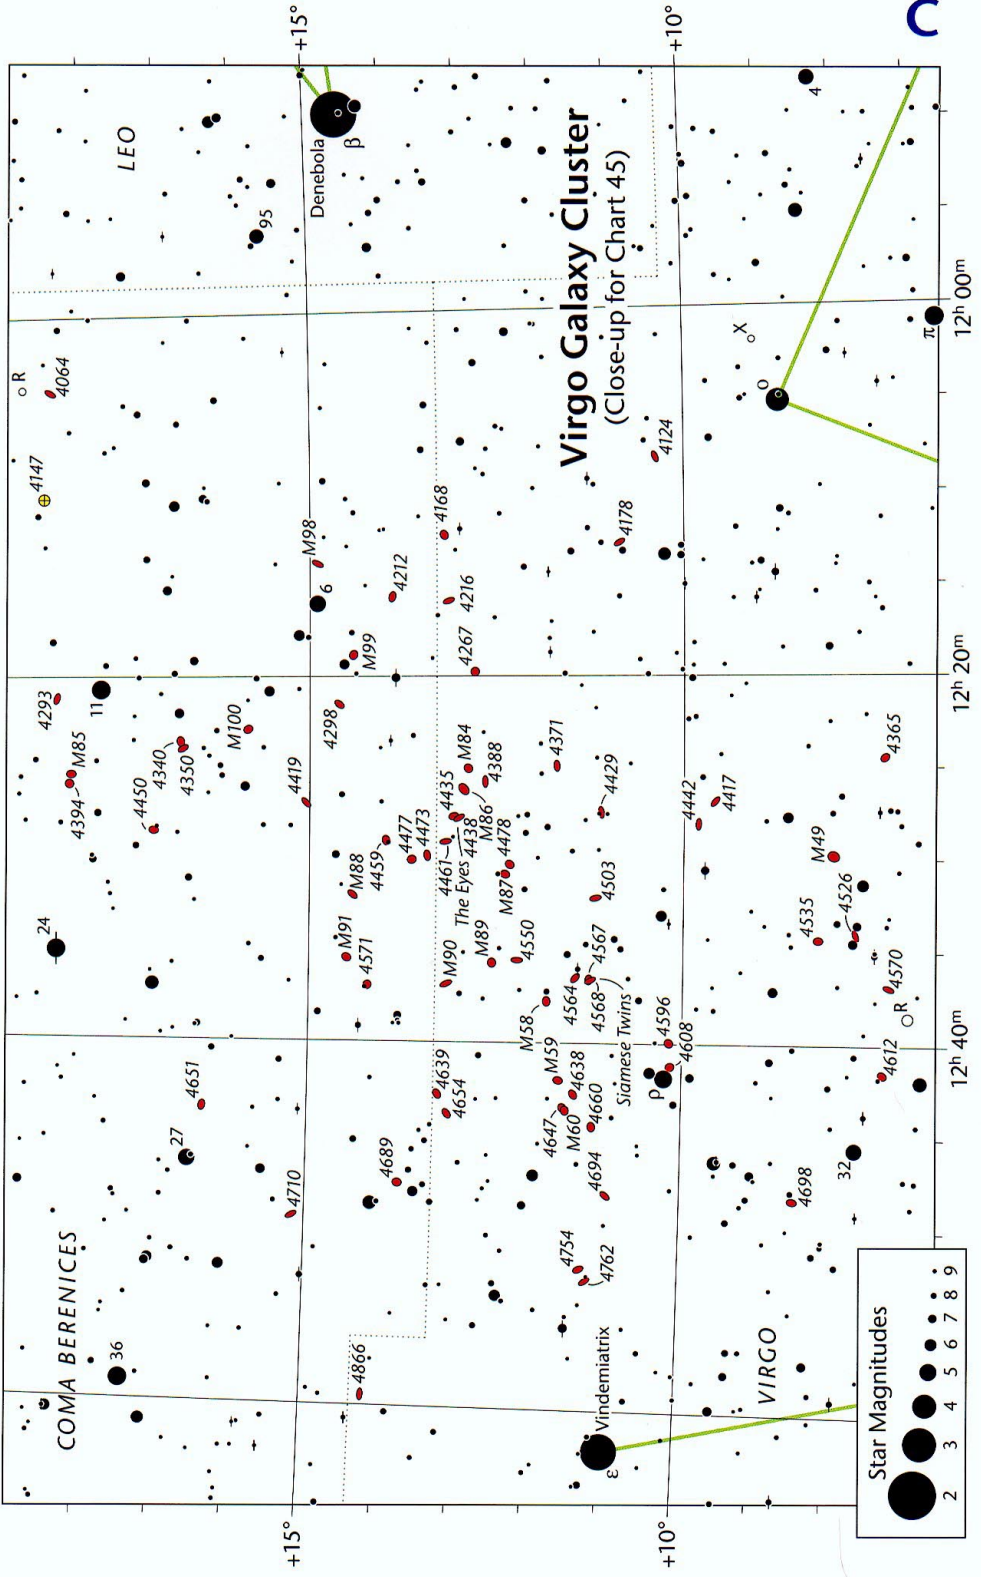 C
Virgo Galaxy Cluster
(Close-up for Chart 45)
+15°
+10°
+15°
+10°
12h 00m
12h 20m
12h 40m
LEO
COMA BERENICES
VIRGO
Denebola
β
95
4
R
4064
4147
X
ο
π
4124
4178
4168
M98
6
4212
4216
M99
4267
4293
11
M85
4394
4340
4350
M100
4298
4450
4419
M84
4435
4388
4371
M86
4438
4429
4442
4417
4365
4477
4473
4459
4461
The Eyes
M87
4478
M88
4503
M49
24
M91
4571
M90
M89
4550
4535
4526
4567
4564
4568
Siamese Twins
M58
4570
R
4596
4608
ρ
4612
M59
4638
4639
4654
4651
4647
M60
4660
27
4689
4694
4710
32
4698
4754
4762
36
4866
Vindemiatrix
ε
Star Magnitudes
2 3 4 5 6 7 8 9